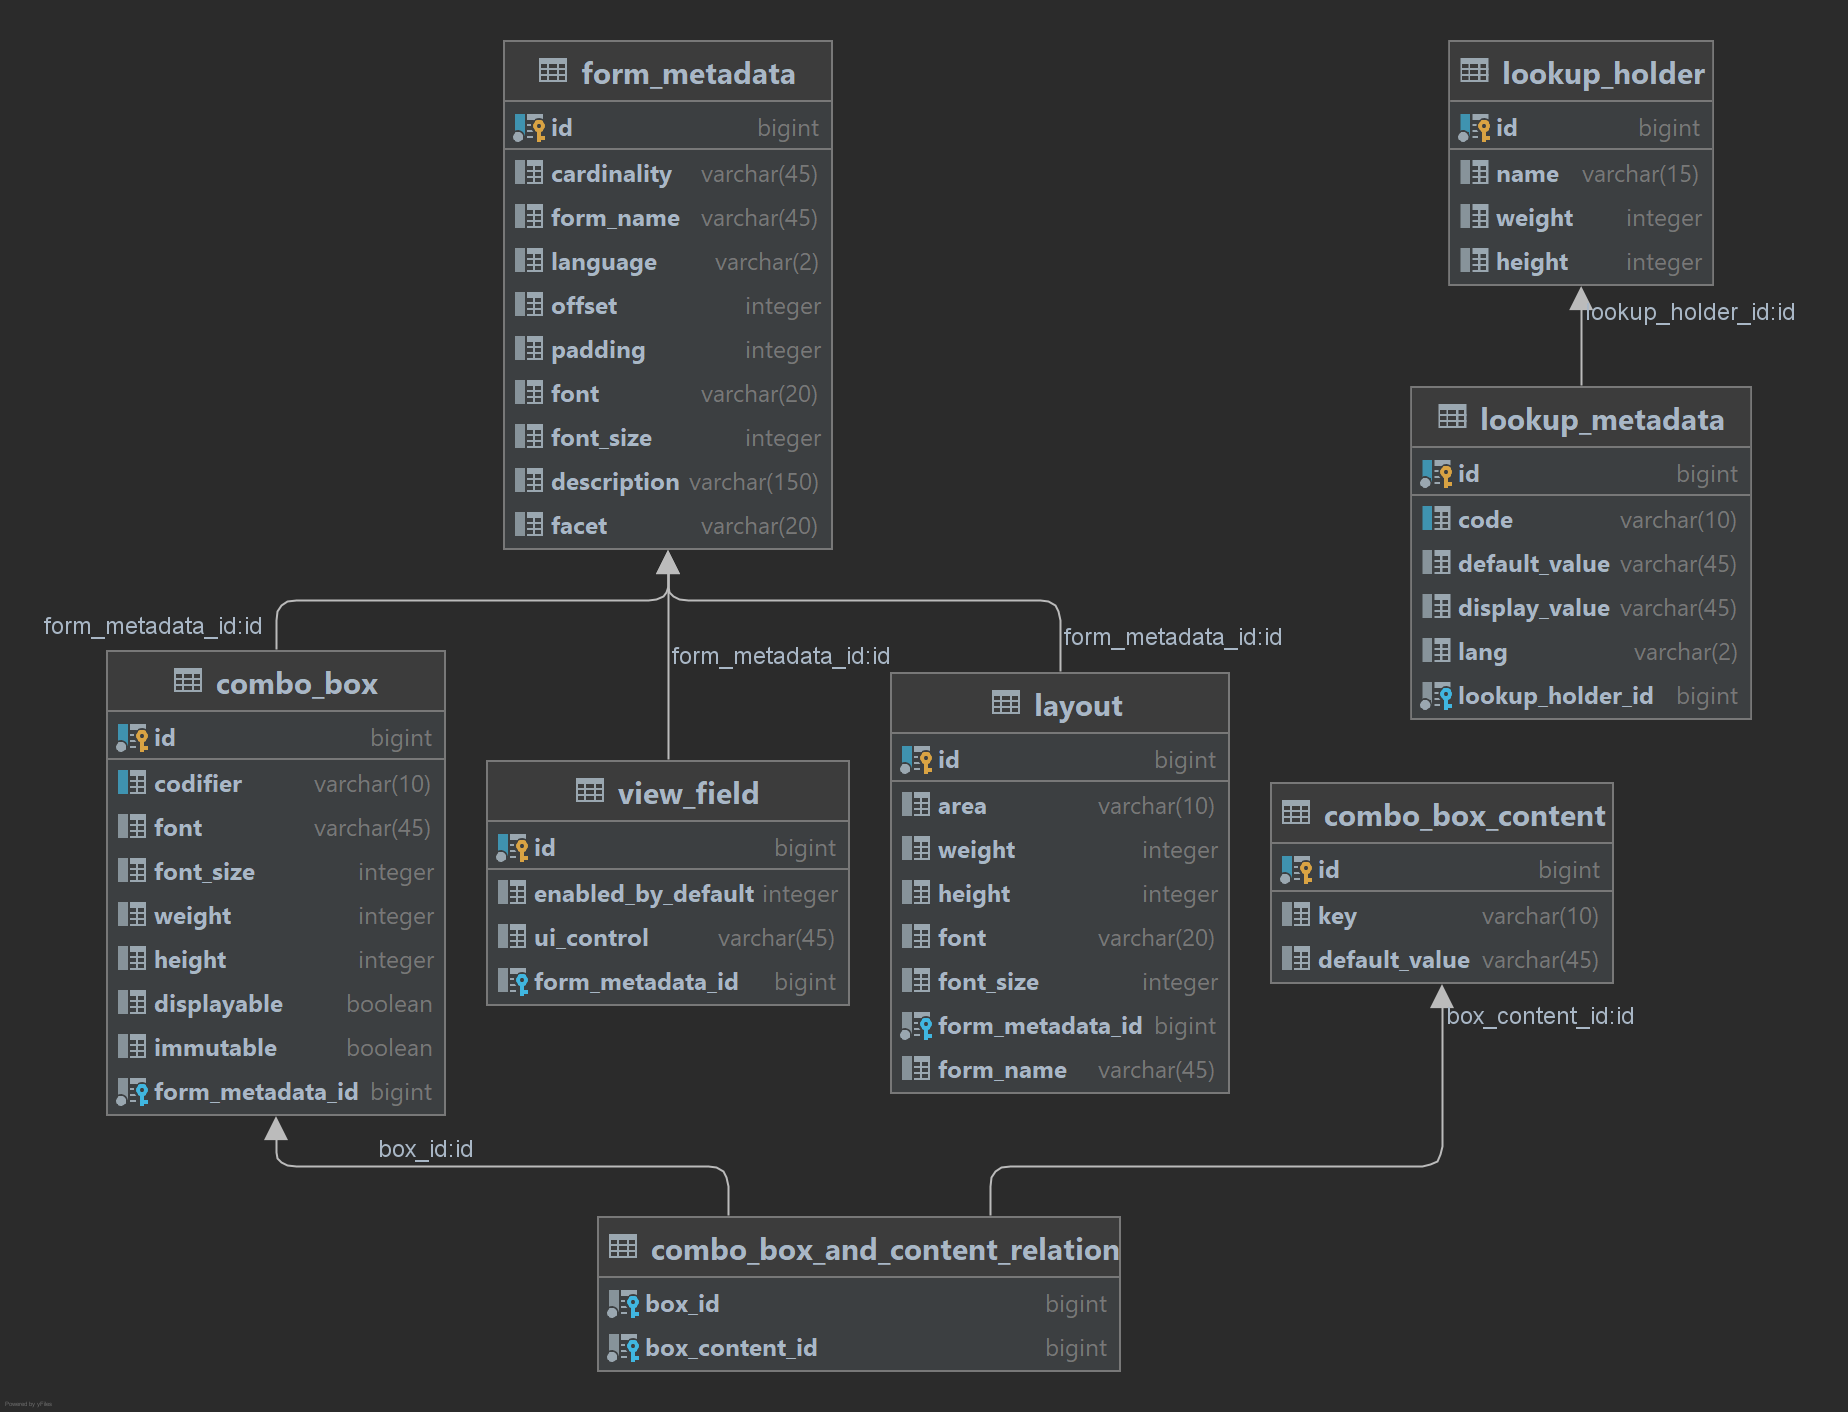 form_metadata
id bigint
cardinality varchar(45)
form_name varchar(45)
language varchar(2)
offset integer
padding integer
font varchar(20)
font_size integer
description varchar(150)
facet varchar(20)
lookup_holder
id bigint
name varchar(15)
weight integer
height integer
lookup_holder_id:id
lookup_metadata
id bigint
code varchar(10)
default_value varchar(45)
display_value varchar(45)
lang varchar(2)
lookup_holder_id bigint
form_metadata_id:id
form_metadata_id:id
form_metadata_id:id
combo_box
id bigint
codifier varchar(10)
font varchar(45)
font_size integer
weight integer
height integer
displayable boolean
immutable boolean
form_metadata_id bigint
view_field
id bigint
enabled_by_default integer
ui_control varchar(45)
form_metadata_id bigint
layout
id bigint
area varchar(10)
weight integer
height integer
font varchar(20)
font_size integer
form_metadata_id bigint
form_name varchar(45)
combo_box_content
id bigint
key varchar(10)
default_value varchar(45)
box_content_id:id
box_id:id
combo_box_and_content_relation
box_id bigint
box_content_id bigint
Powered by yFiles